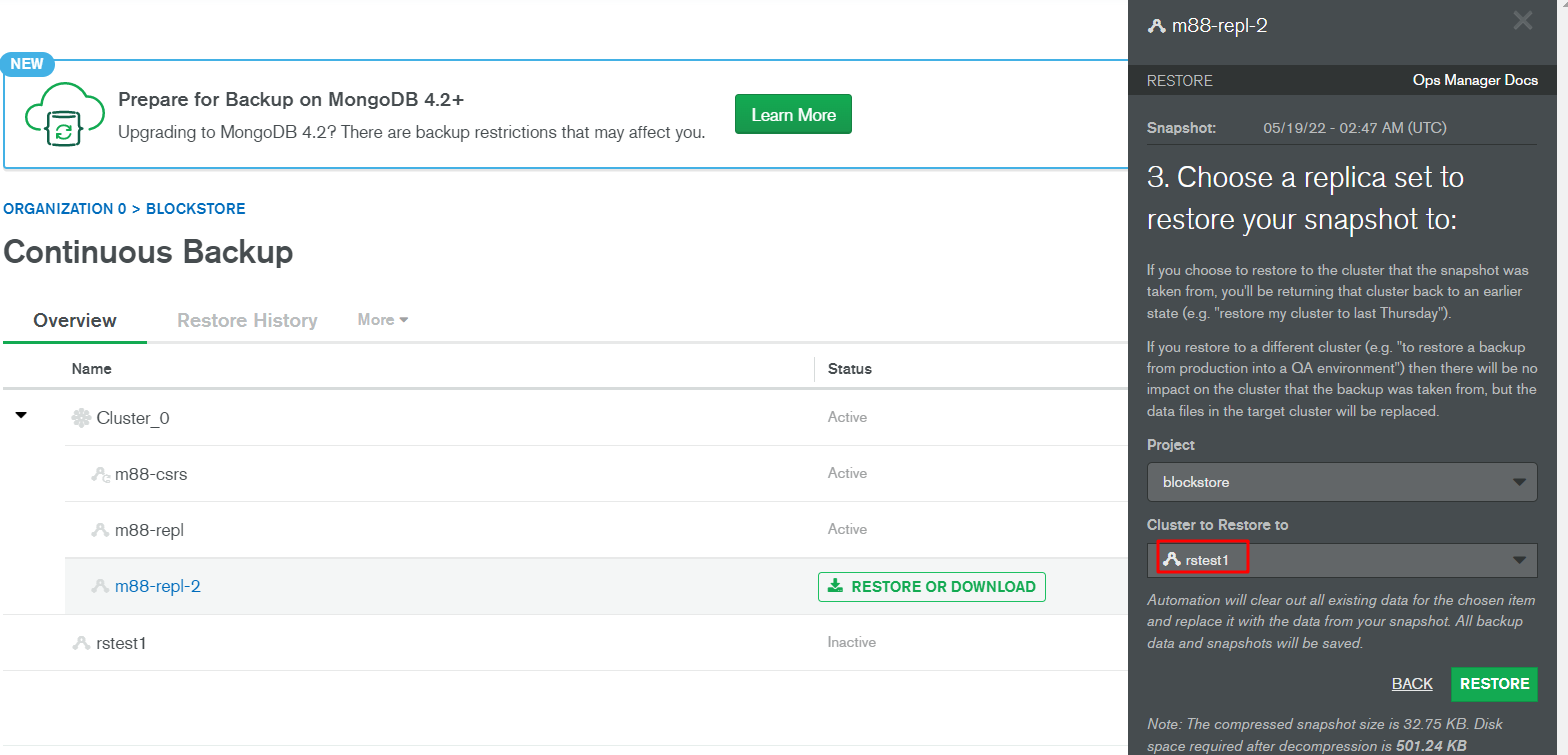 NEW
Prepare for Backup on MongoDB 4.2+
Upgrading to MongoDB 4.2? There are backup restrictions that may affect you.
Learn More
ORGANIZATION 0 > BLOCKSTORE
Continuous Backup
Overview
Restore History
More
Name
Status
Cluster_0
Active
m88-csrs
Active
m88-repl
Active
m88-repl-2
RESTORE OR DOWNLOAD
rstest1
Inactive
m88-repl-2
RESTORE
Ops Manager Docs
Snapshot:
05/19/22 - 02:47 AM (UTC)
3. Choose a replica set to
restore your snapshot to:
If you choose to restore to the cluster that the snapshot was
taken from, you'll be returning that cluster back to an earlier
state (e.g. "restore my cluster to last Thursday").
If you restore to a different cluster (e.g. "to restore a backup
from production into a QA environment") then there will be no
impact on the cluster that the backup was taken from, but the
data files in the target cluster will be replaced.
Project
blockstore
Cluster to Restore to
rstest1
Automation will clear out all existing data for the chosen item
and replace it with the data from your snapshot. All backup
data and snapshots will be saved.
BACK
RESTORE
Note: The compressed snapshot size is 32.75 KB. Disk
space required after decompression is 501.24 KB